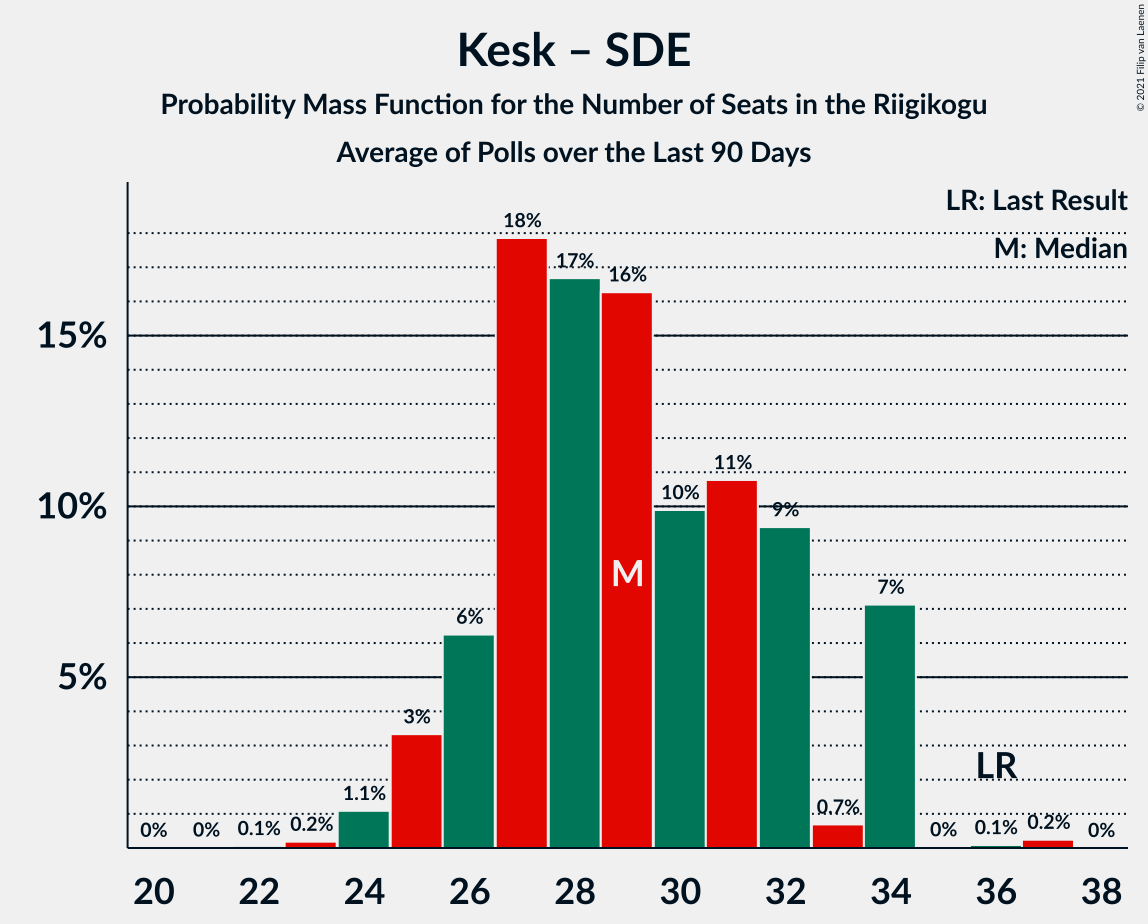 Kesk – SDE
Probability Mass Function for the Number of Seats in the Riigikogu
Average of Polls over the Last 90 Days
© 2021 Filip van Laenen
LR: Last Result
M: Median
15%
10%
5%
0%
0%
0.1%
0.2%
1.1%
3%
6%
18%
17%
16%
10%
11%
9%
0.7%
7%
0%
0.1%
0.2%
0%
M
LR
20 22 24 26 28 30 32 34 36 38